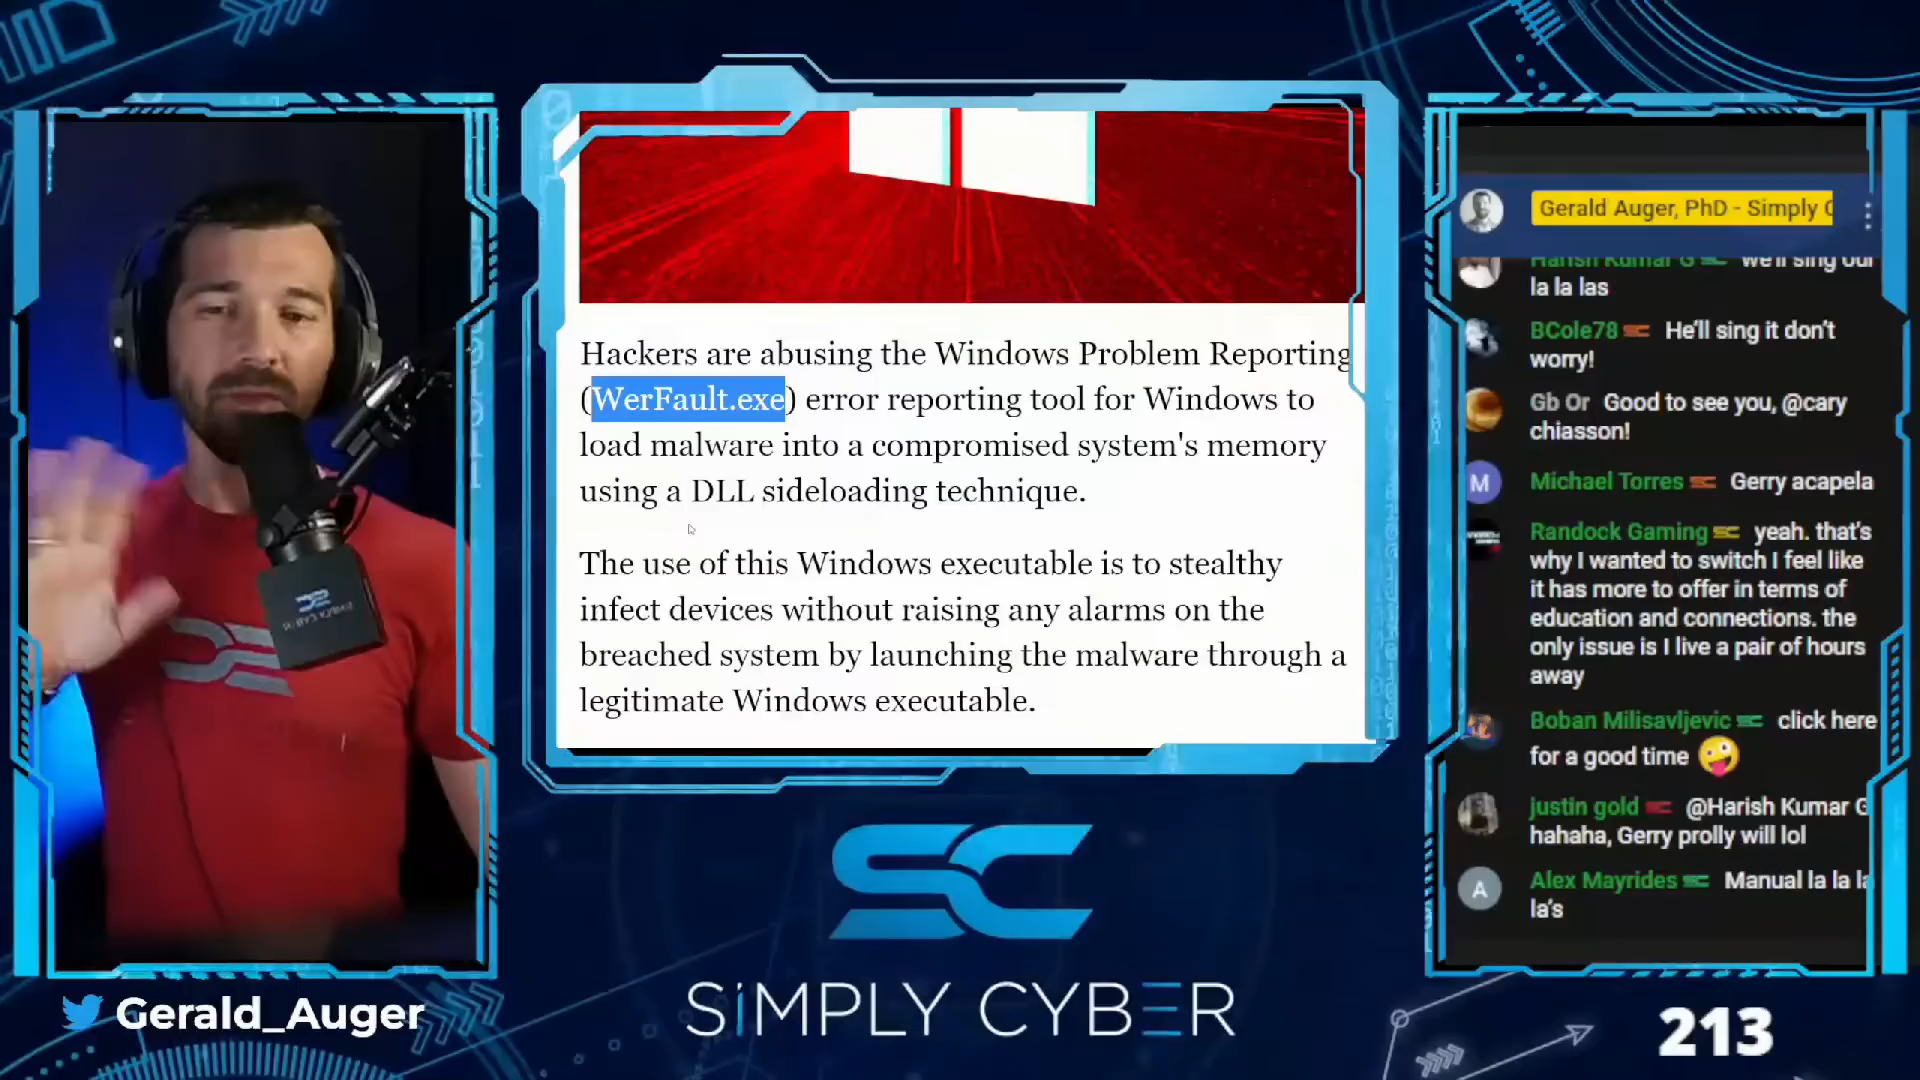 Hackers are abusing the Windows Problem Reporting
(WerFault.exe) error reporting tool for Windows to
load malware into a compromised system's memory
using a DLL sideloading technique.
The use of this Windows executable is to stealthy
infect devices without raising any alarms on the
breached system by launching the malware through a
legitimate Windows executable.
SC
SiMPLY CYBER
Gerald_Auger
Gerald Auger, PhD - Simply C
Harish Kumar G we'll sing our
la la las
BCole78 He'll sing it don't
worry!
Gb Or Good to see you, @cary
chiasson!
M Michael Torres Gerry acapela
Randock Gaming yeah. that's
why I wanted to switch I feel like
it has more to offer in terms of
education and connections. the
only issue is I live a pair of hours
away
Boban Milisavljevic click here
for a good time
justin gold @Harish Kumar G
hahaha, Gerry prolly will lol
A Alex Mayrides Manual la la la
la's
213